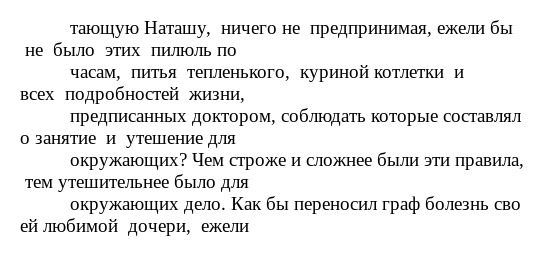 тающую Наташу, ничего не предпринимая, ежели бы
не было этих пилюль по
часам, питья тепленького, куриной котлетки и
всех подробностей жизни,
предписанных доктором, соблюдать которые составлял
о занятие и утешение для
окружающих? Чем строже и сложнее были эти правила,
тем утешительнее было для
окружающих дело. Как бы переносил граф болезнь сво
ей любимой дочери, ежели